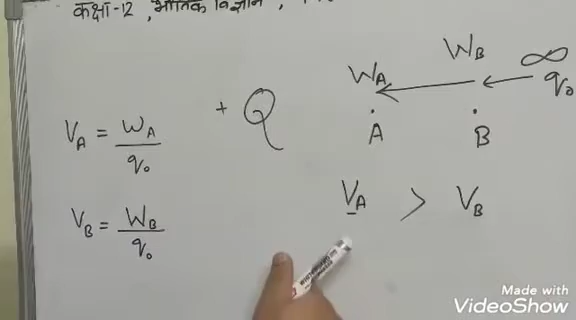 कक्षा-12, भौतिक विज्ञान,
W_A W_B ∞
q₀
+ Q
A B
V_A = W_A / q₀
V_A > V_B
V_B = W_B / q₀
Made with
VideoShow